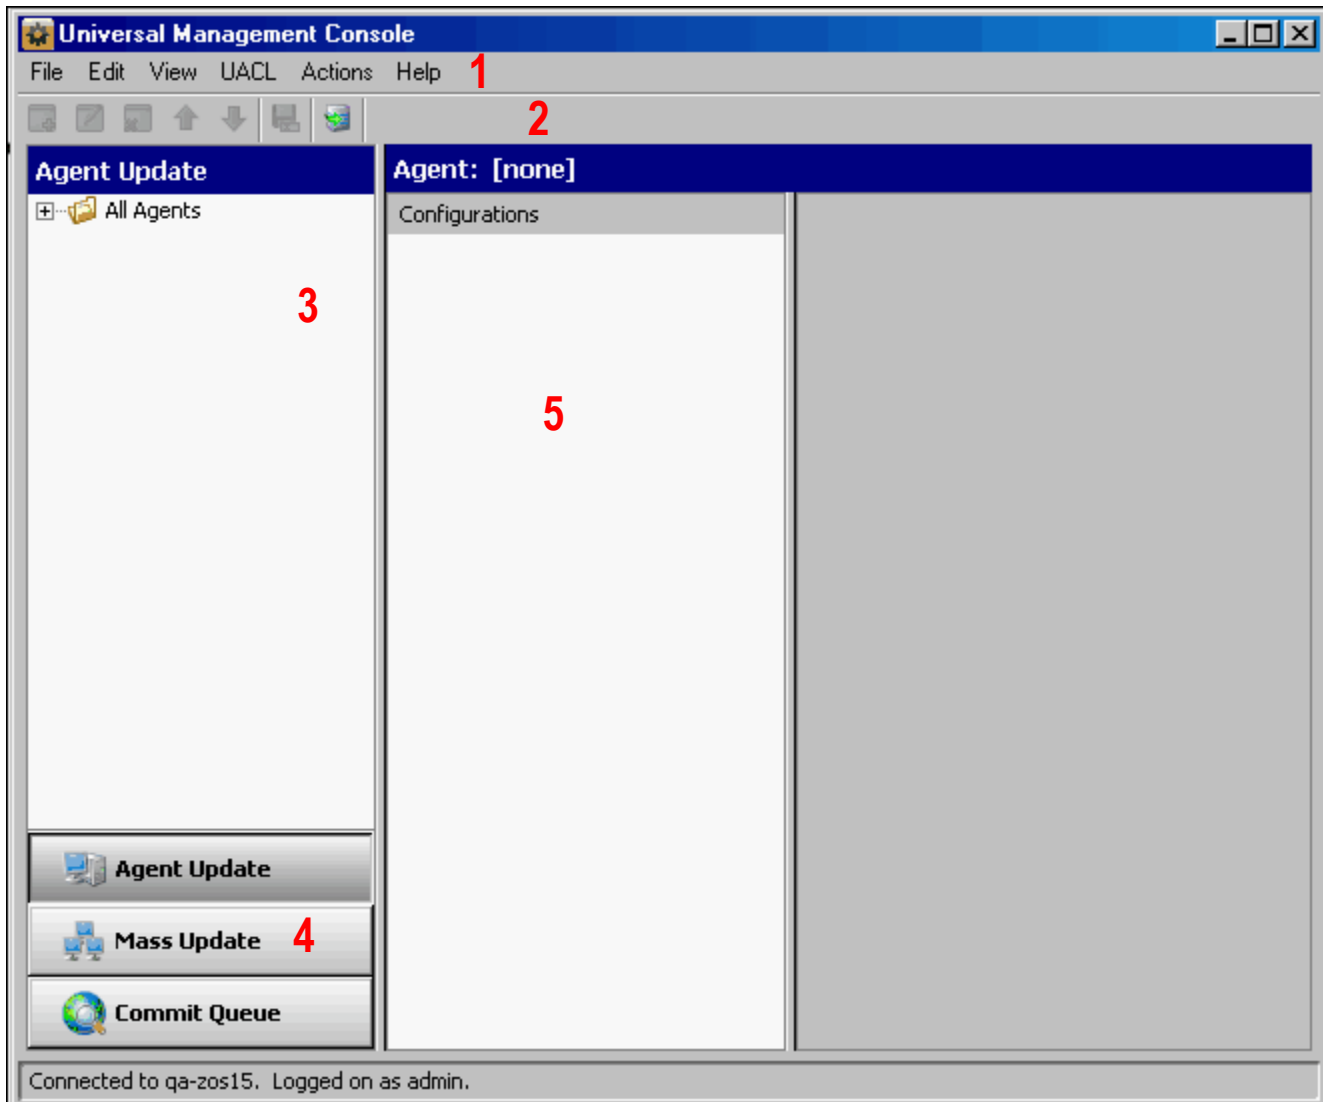 Universal Management Console
File Edit View UACL Actions Help 1
2
Agent Update
Agent: [none]
All Agents
Configurations
3
5
Agent Update
Mass Update 4
Commit Queue
Connected to qa-zos15. Logged on as admin.